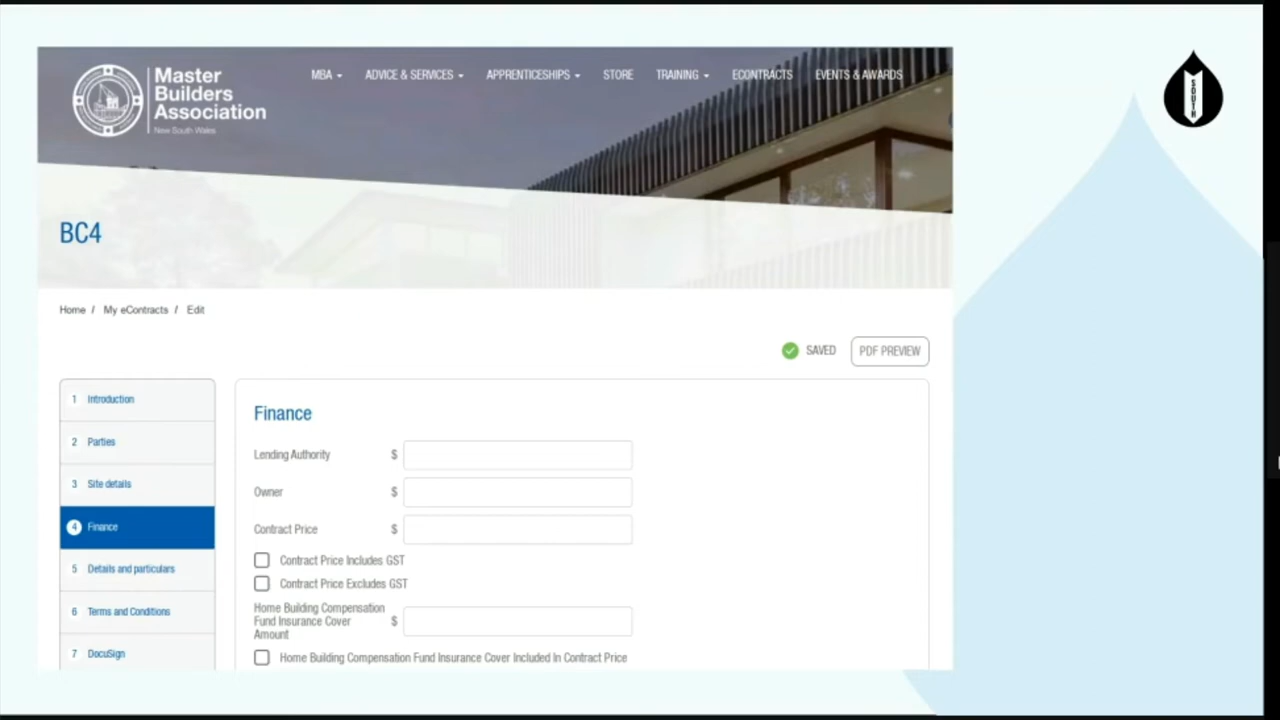 Master
Builders
Association
New South Wales
MBA
ADVICE & SERVICES
APPRENTICESHIPS
STORE
TRAINING
ECONTRACTS
EVENTS & AWARDS
SOUTH
BC4
Home / My eContracts / Edit
SAVED
PDF PREVIEW
1 Introduction
2 Parties
3 Site details
4 Finance
5 Details and particulars
6 Terms and Conditions
7 DocuSign
Finance
Lending Authority $
Owner $
Contract Price $
Contract Price Includes GST
Contract Price Excludes GST
Home Building Compensation
Fund Insurance Cover $
Amount
Home Building Compensation Fund Insurance Cover Included In Contract Price